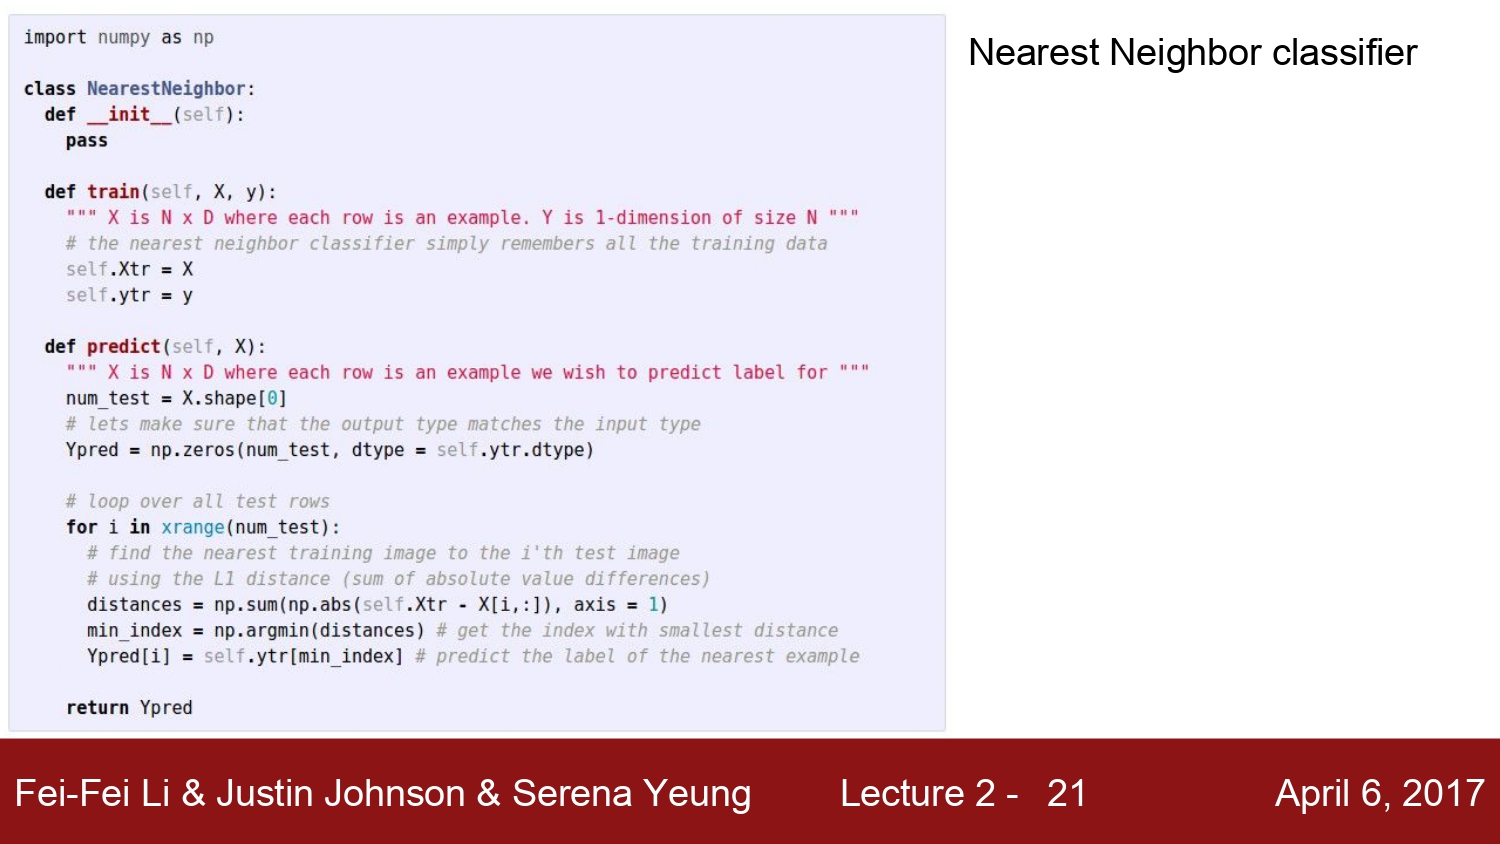 import numpy as np
class NearestNeighbor:
def __init__(self):
pass
def train(self, X, y):
""" X is N x D where each row is an example. Y is 1-dimension of size N """
# the nearest neighbor classifier simply remembers all the training data
self.Xtr = X
self.ytr = y
def predict(self, X):
""" X is N x D where each row is an example we wish to predict label for """
num_test = X.shape[0]
# lets make sure that the output type matches the input type
Ypred = np.zeros(num_test, dtype = self.ytr.dtype)
# loop over all test rows
for i in xrange(num_test):
# find the nearest training image to the i'th test image
# using the L1 distance (sum of absolute value differences)
distances = np.sum(np.abs(self.Xtr - X[i,:]), axis = 1)
min_index = np.argmin(distances) # get the index with smallest distance
Ypred[i] = self.ytr[min_index] # predict the label of the nearest example
return Ypred
Nearest Neighbor classifier
Fei-Fei Li & Justin Johnson & Serena Yeung Lecture 2 - 21 April 6, 2017